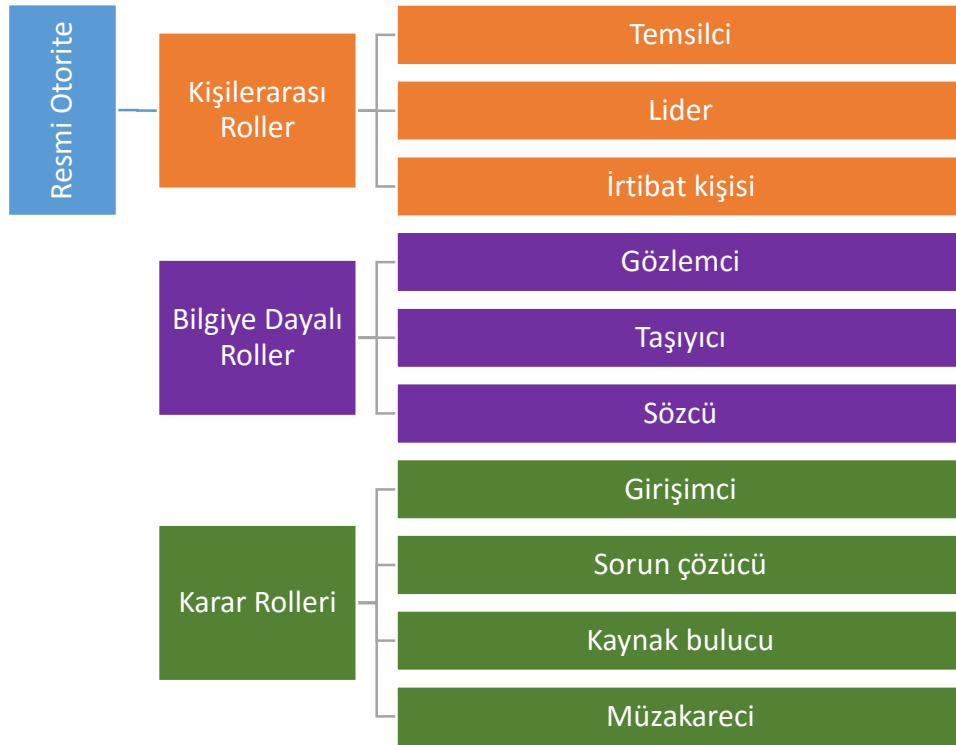 Resmi Otorite
Kişilerarası
Roller
Temsilci
Lider
İrtibat kişisi
Bilgiye Dayalı
Roller
Gözlemci
Taşıyıcı
Sözcü
Karar Rolleri
Girişimci
Sorun çözücü
Kaynak bulucu
Müzakareci